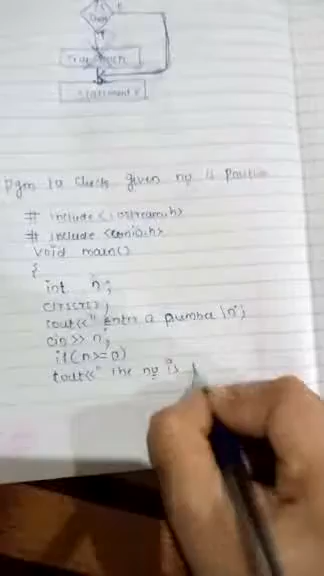 True
Statement x
pgm to check given no is positive
# include <iostream.h>
# include <conio.h>
void main()
{
int n;
clrscr();
cout<<" Enter a number \n";
cin >> n;
if(n>=0)
cout<<" the no is